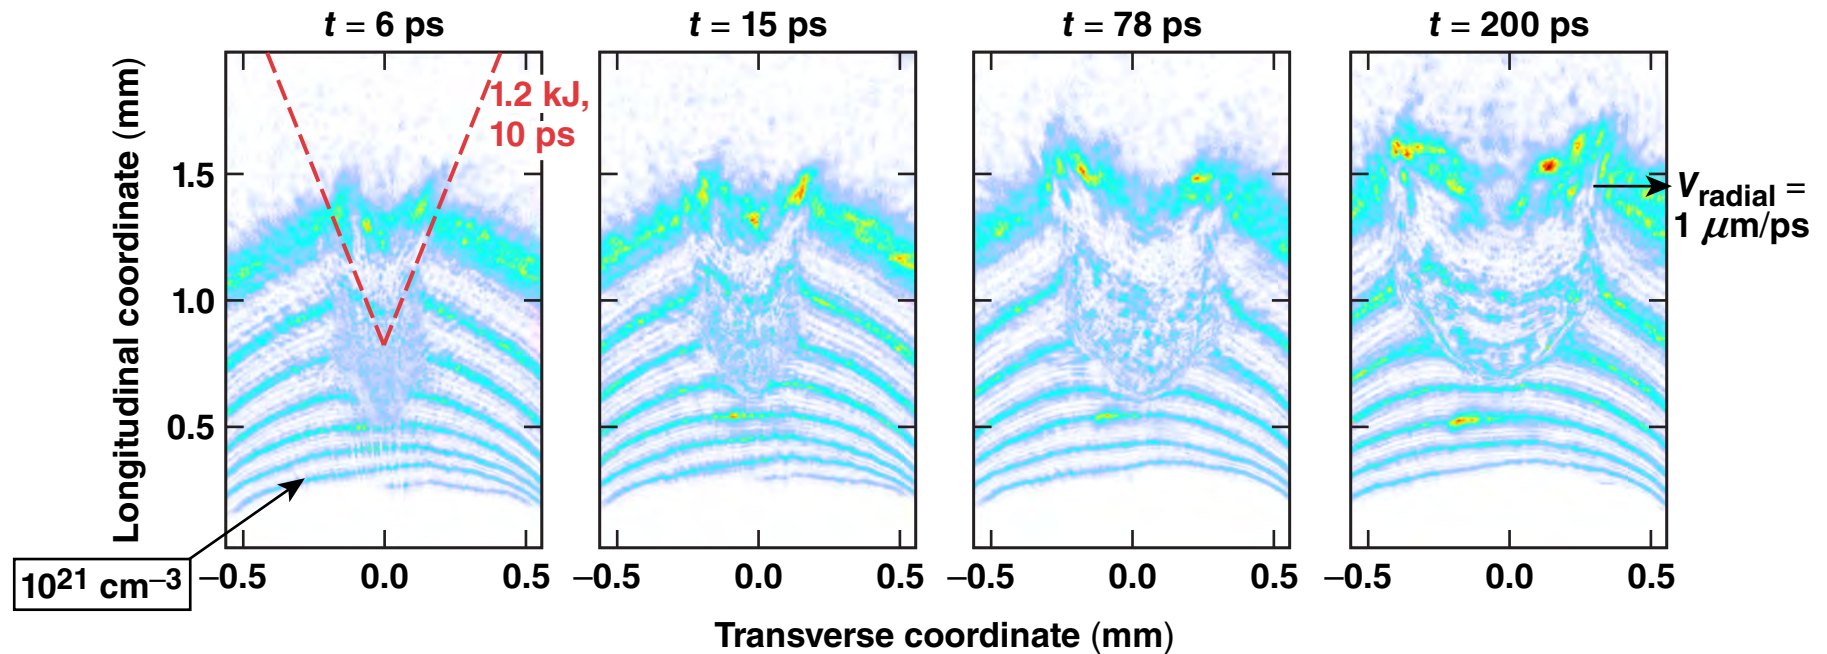 t = 6 ps
t = 15 ps
t = 78 ps
t = 200 ps
Longitudinal coordinate (mm)
1.5
1.0
0.5
1.2 kJ,
10 ps
Vradial =
1 μm/ps
10²¹ cm⁻³
−0.5 0.0 0.5
−0.5 0.0 0.5
−0.5 0.0 0.5
−0.5 0.0 0.5
Transverse coordinate (mm)